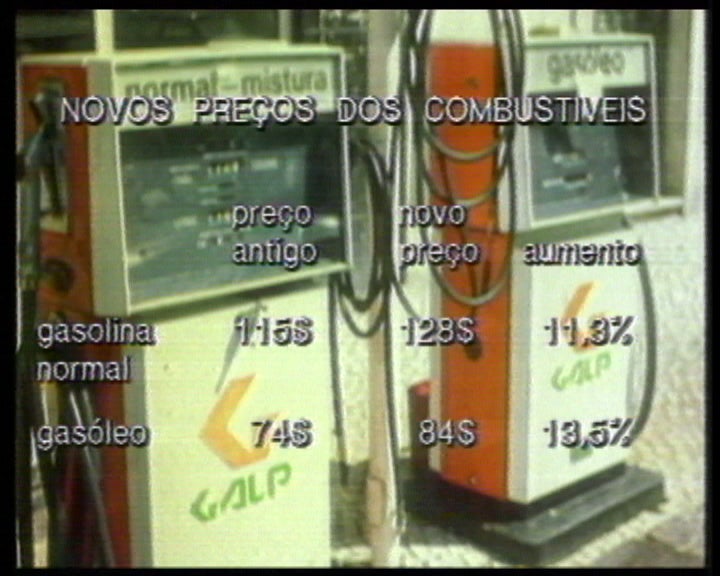 normal mistura
gasóleo
NOVOS PREÇOS DOS COMBUSTIVEIS
preço antigo novo preço aumento
gasolina normal 115$ 128$ 11,3%
gasóleo 74$ 84$ 13,5%
GALP
GALP